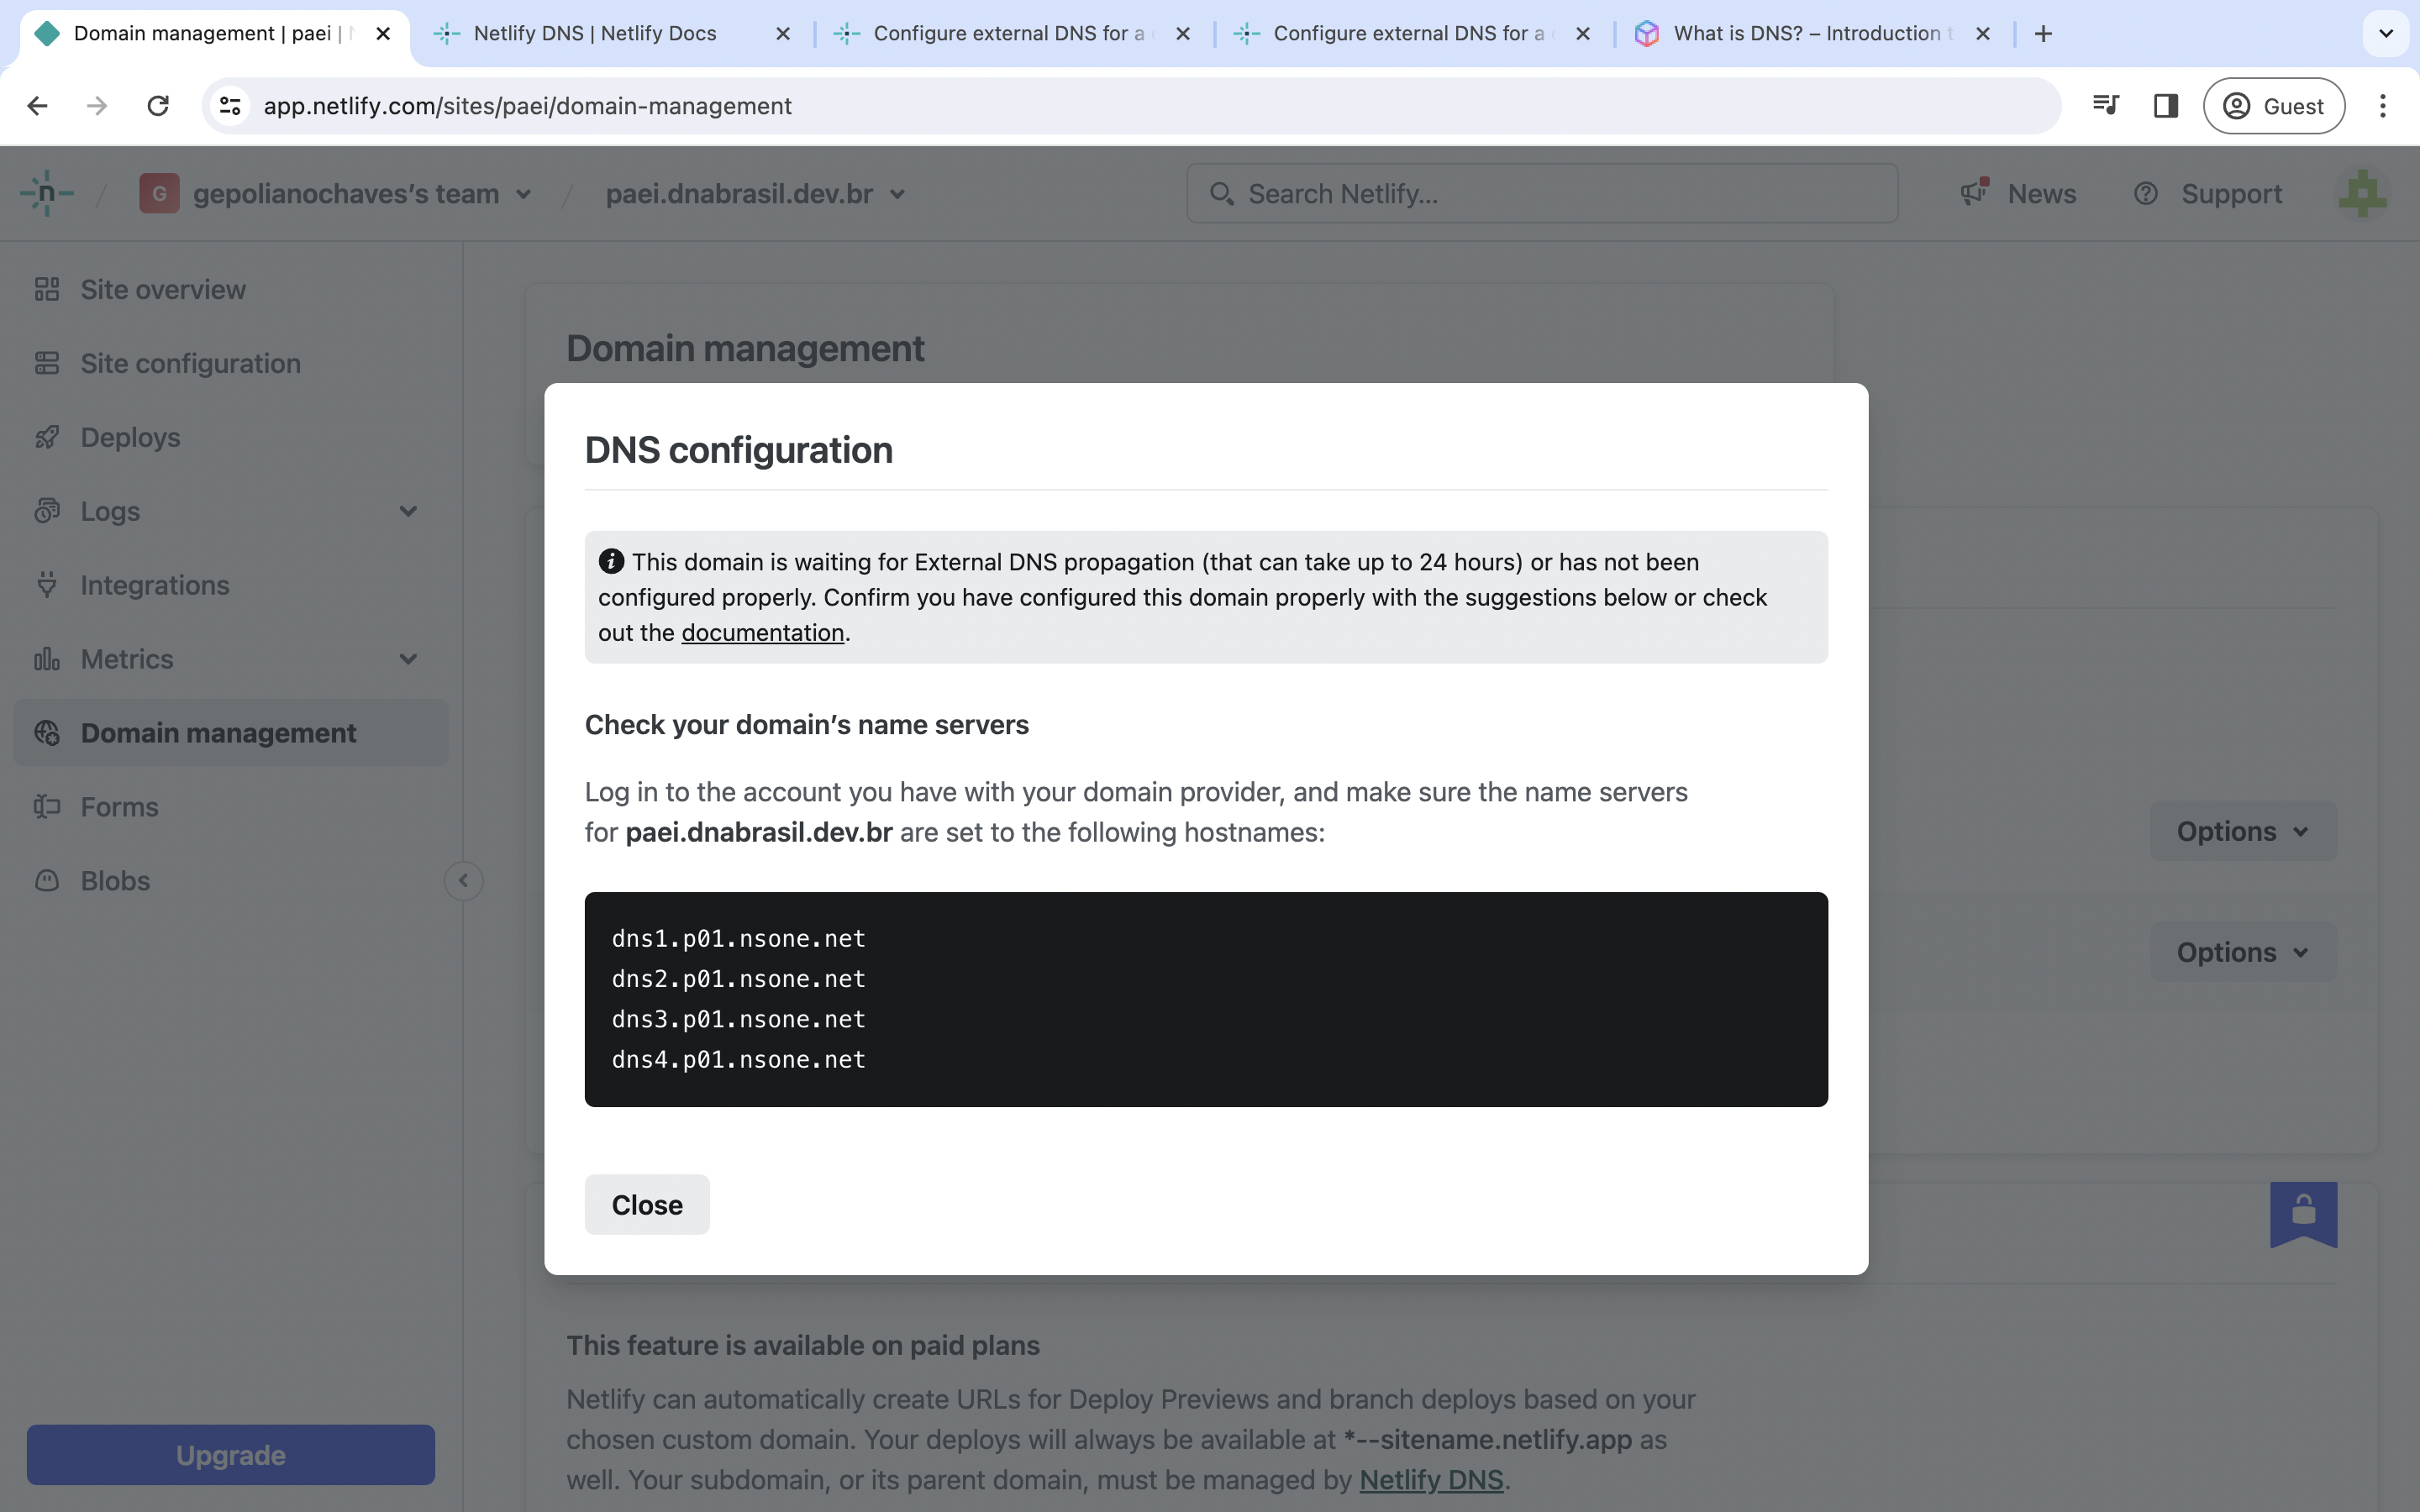 Domain management | paei |
Netlify DNS | Netlify Docs
Configure external DNS for a
Configure external DNS for a
What is DNS? – Introduction t
app.netlify.com/sites/paei/domain-management
Guest
n
/
G
gepolianochaves’s team
/
paei.dnabrasil.dev.br
Search Netlify...
News
Support
Site overview
Site configuration
Deploys
Logs
Integrations
Metrics
Domain management
Forms
Blobs
Upgrade
Domain management
DNS configuration
This domain is waiting for External DNS propagation (that can take up to 24 hours) or has not been
configured properly. Confirm you have configured this domain properly with the suggestions below or check
out the documentation.
Check your domain’s name servers
Log in to the account you have with your domain provider, and make sure the name servers
for paei.dnabrasil.dev.br are set to the following hostnames:
dns1.p01.nsone.net
dns2.p01.nsone.net
dns3.p01.nsone.net
dns4.p01.nsone.net
Close
Options
Options
This feature is available on paid plans
Netlify can automatically create URLs for Deploy Previews and branch deploys based on your
chosen custom domain. Your deploys will always be available at *--sitename.netlify.app as
well. Your subdomain, or its parent domain, must be managed by Netlify DNS.